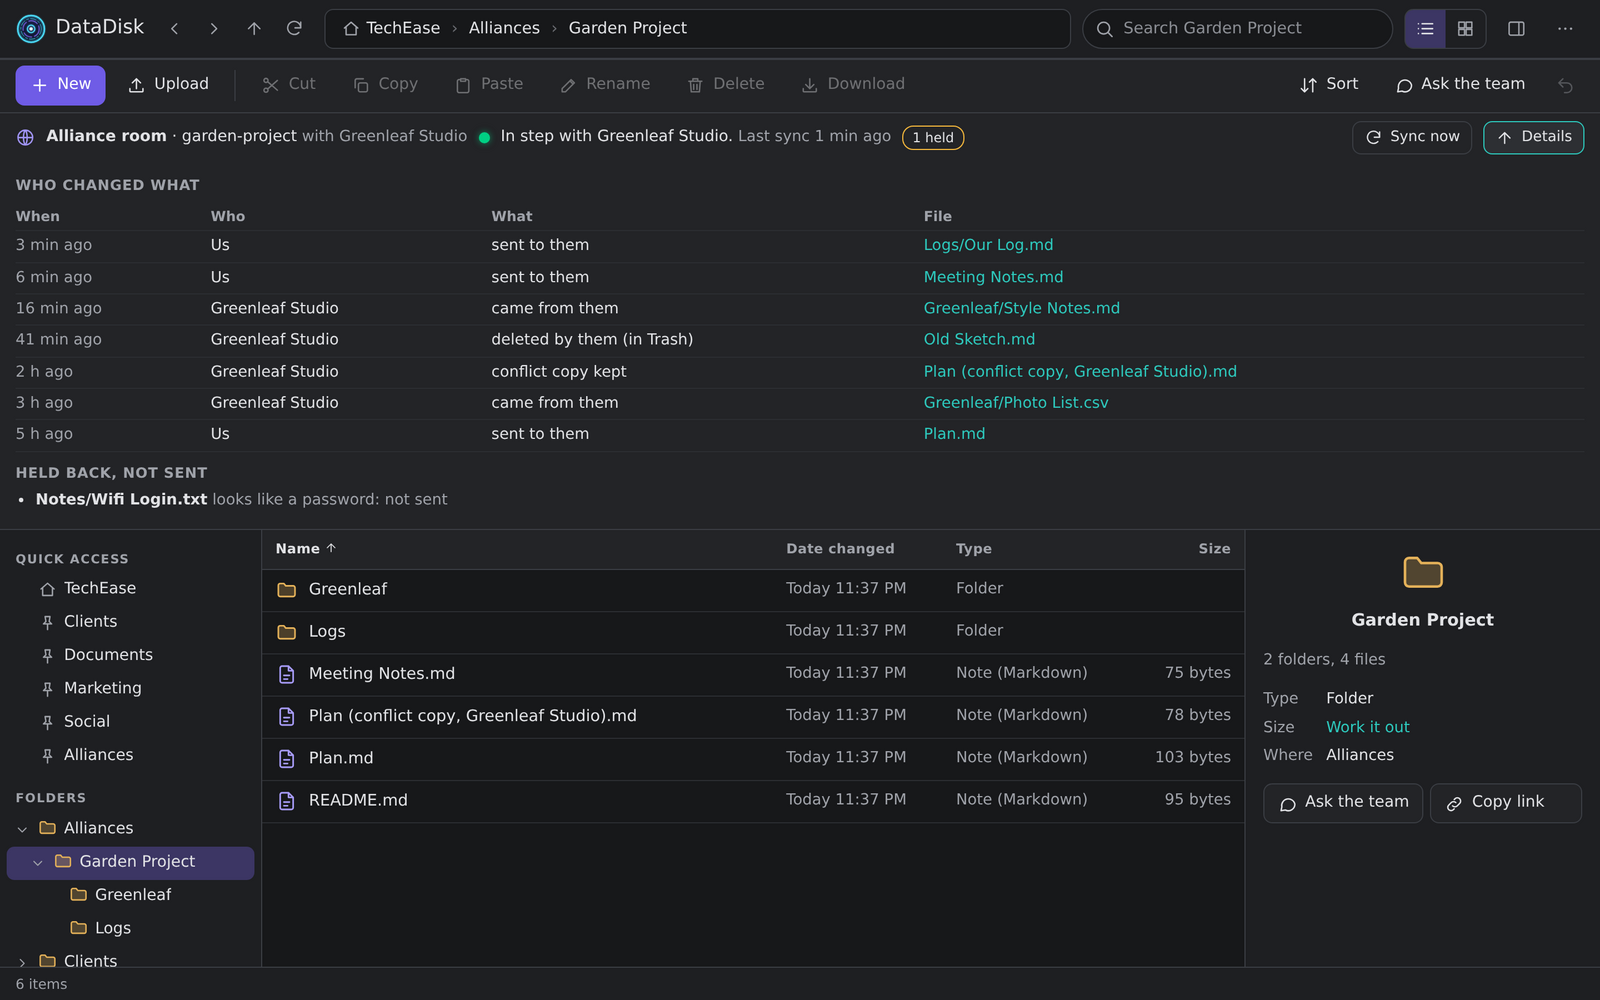 DataDisk
TechEase › Alliances › Garden Project
Search Garden Project
New Upload Cut Copy Paste Rename Delete Download Sort Ask the team
Alliance room · garden-project with Greenleaf Studio In step with Greenleaf Studio. Last sync 1 min ago 1 held Sync now Details
WHO CHANGED WHAT
When Who What File
3 min ago Us sent to them Logs/Our Log.md
6 min ago Us sent to them Meeting Notes.md
16 min ago Greenleaf Studio came from them Greenleaf/Style Notes.md
41 min ago Greenleaf Studio deleted by them (in Trash) Old Sketch.md
2 h ago Greenleaf Studio conflict copy kept Plan (conflict copy, Greenleaf Studio).md
3 h ago Greenleaf Studio came from them Greenleaf/Photo List.csv
5 h ago Us sent to them Plan.md
HELD BACK, NOT SENT
• Notes/Wifi Login.txt looks like a password: not sent
QUICK ACCESS
TechEase
Clients
Documents
Marketing
Social
Alliances
FOLDERS
Alliances
Garden Project
Greenleaf
Logs
Clients
Name ↑ Date changed Type Size
Greenleaf Today 11:37 PM Folder
Logs Today 11:37 PM Folder
Meeting Notes.md Today 11:37 PM Note (Markdown) 75 bytes
Plan (conflict copy, Greenleaf Studio).md Today 11:37 PM Note (Markdown) 78 bytes
Plan.md Today 11:37 PM Note (Markdown) 103 bytes
README.md Today 11:37 PM Note (Markdown) 95 bytes
Garden Project
2 folders, 4 files
Type Folder
Size Work it out
Where Alliances
Ask the team Copy link
6 items